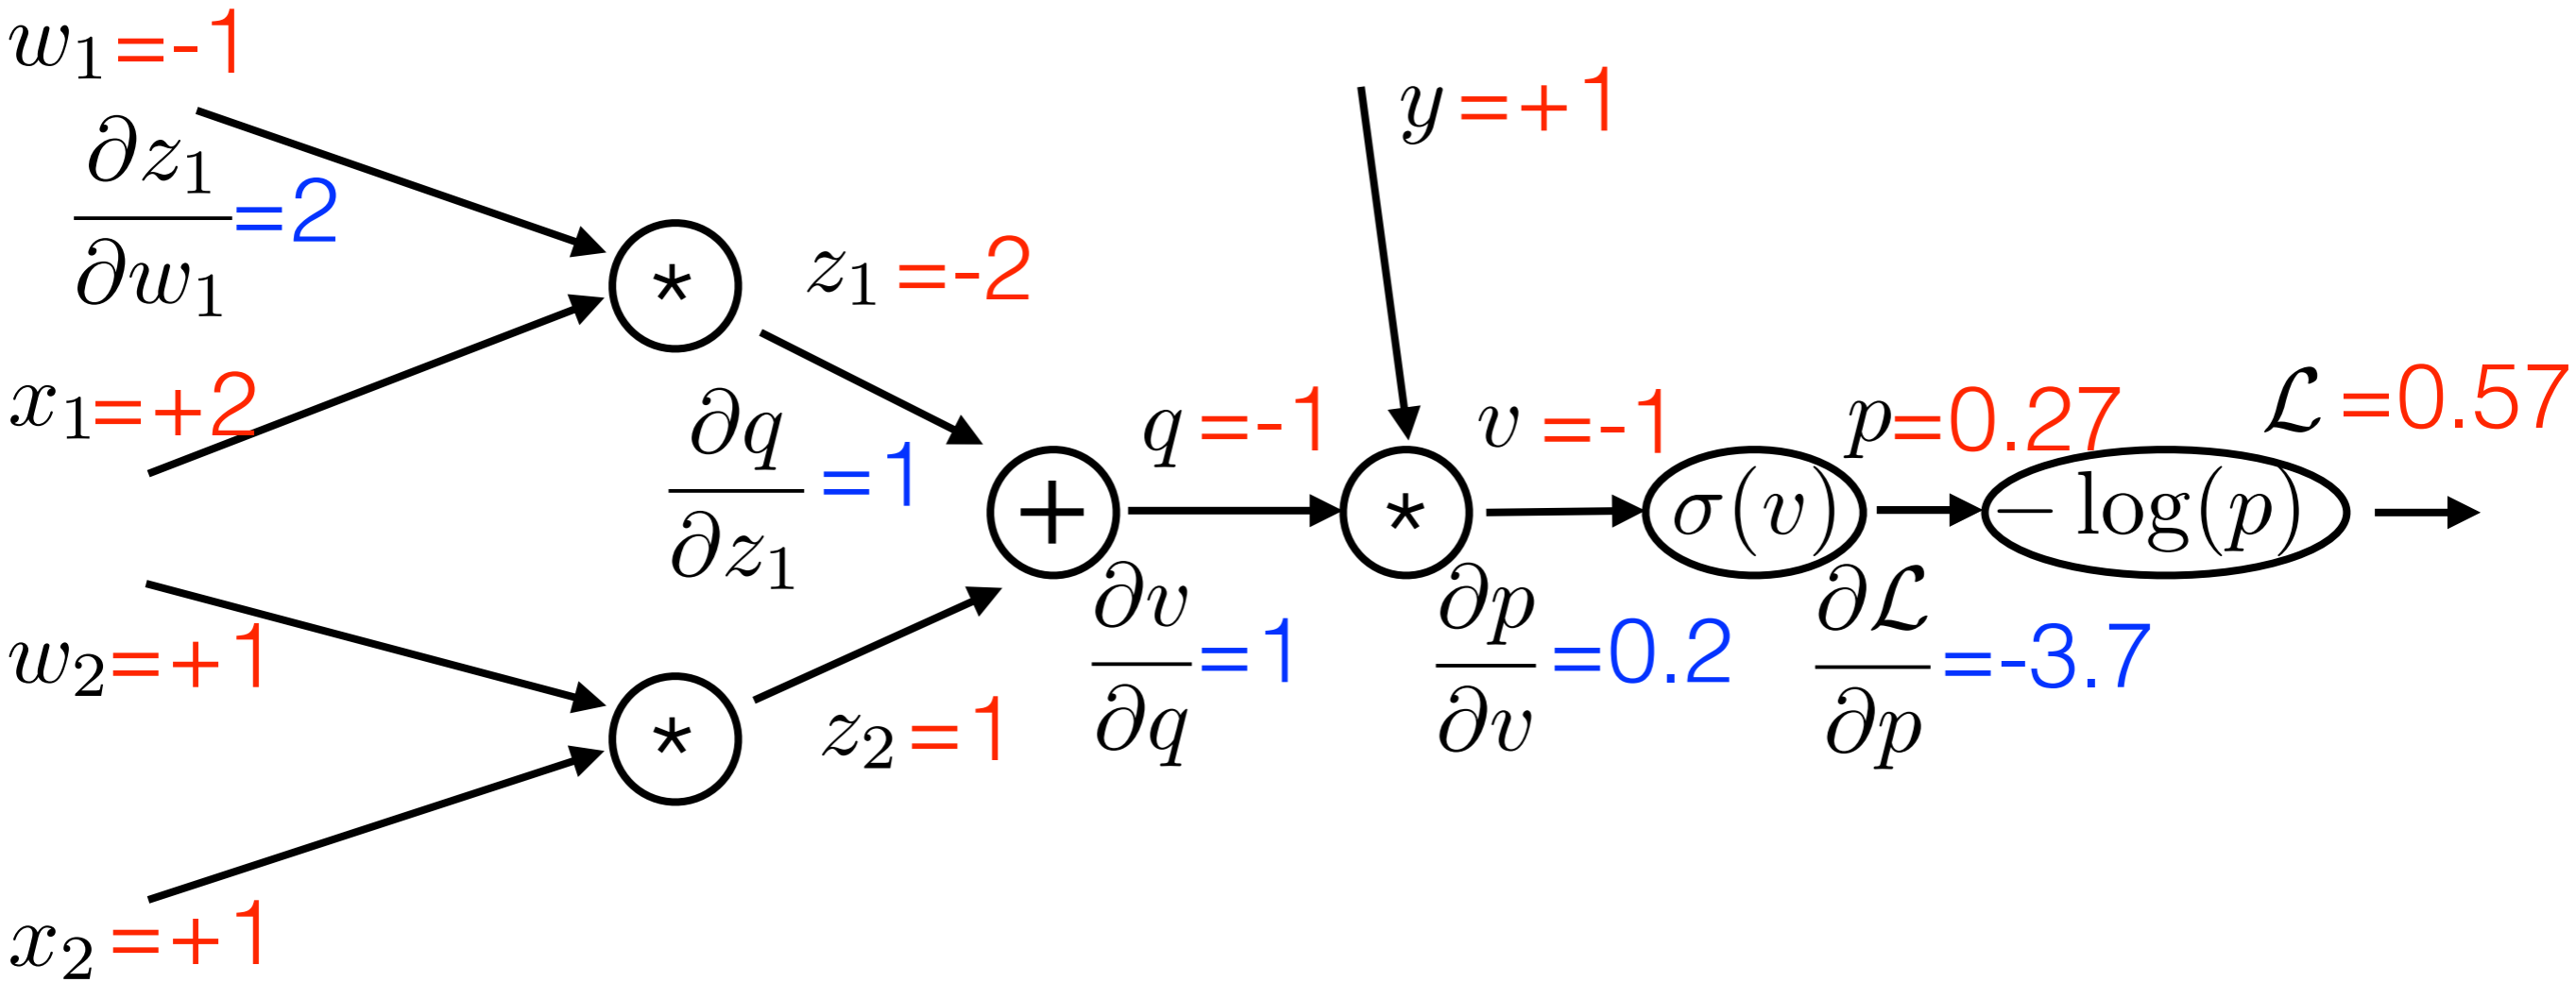 w₁=-1
y=+1
∂z₁/∂w₁=2
*
z₁=-2
x₁=+2
∂q/∂z₁=1
q=-1
v=-1
p=0.27
ℒ=0.57
+
*
σ(v)
− log(p)
w₂=+1
∂v/∂q=1
∂p/∂v=0.2
∂ℒ/∂p=-3.7
*
z₂=1
x₂=+1